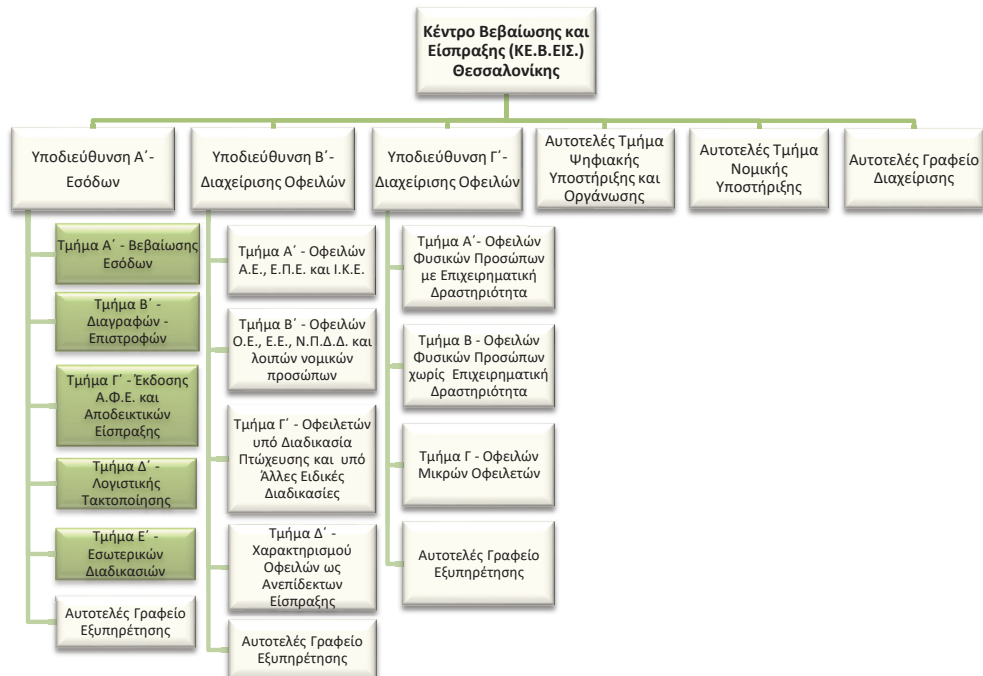 Κέντρο Βεβαίωσης και
Είσπραξης (ΚΕ.Β.ΕΙΣ.)
Θεσσαλονίκης
Υποδιεύθυνση Α΄-
Εσόδων
Υποδιεύθυνση Β΄-
Διαχείρισης Οφειλών
Υποδιεύθυνση Γ΄-
Διαχείρισης Οφειλών
Αυτοτελές Τμήμα
Ψηφιακής
Υποστήριξης και
Οργάνωσης
Αυτοτελές Τμήμα
Νομικής
Υποστήριξης
Αυτοτελές Γραφείο
Διαχείρισης
Τμήμα Α΄ - Βεβαίωσης
Εσόδων
Τμήμα Β΄ -
Διαγραφών -
Επιστροφών
Τμήμα Γ΄ - Έκδοσης
Α.Φ.Ε. και
Αποδεικτικών
Είσπραξης
Τμήμα Δ΄ -
Λογιστικής
Τακτοποίησης
Τμήμα Ε΄ -
Εσωτερικών
Διαδικασιών
Αυτοτελές Γραφείο
Εξυπηρέτησης
Τμήμα Α΄ - Οφειλών
Α.Ε., Ε.Π.Ε. και Ι.Κ.Ε.
Τμήμα Β΄ - Οφειλών
Ο.Ε., Ε.Ε., Ν.Π.Δ.Δ. και
λοιπών νομικών
προσώπων
Τμήμα Γ΄ - Οφειλετών
υπό Διαδικασία
Πτώχευσης και υπό
Άλλες Ειδικές
Διαδικασίες
Τμήμα Δ΄ -
Χαρακτηρισμού
Οφειλών ως
Ανεπίδεκτων
Είσπραξης
Αυτοτελές Γραφείο
Εξυπηρέτησης
Τμήμα Α΄- Οφειλών
Φυσικών Προσώπων
με Επιχειρηματική
Δραστηριότητα
Τμήμα Β - Οφειλών
Φυσικών Προσώπων
χωρίς Επιχειρηματική
Δραστηριότητα
Τμήμα Γ - Οφειλών
Μικρών Οφειλετών
Αυτοτελές Γραφείο
Εξυπηρέτησης